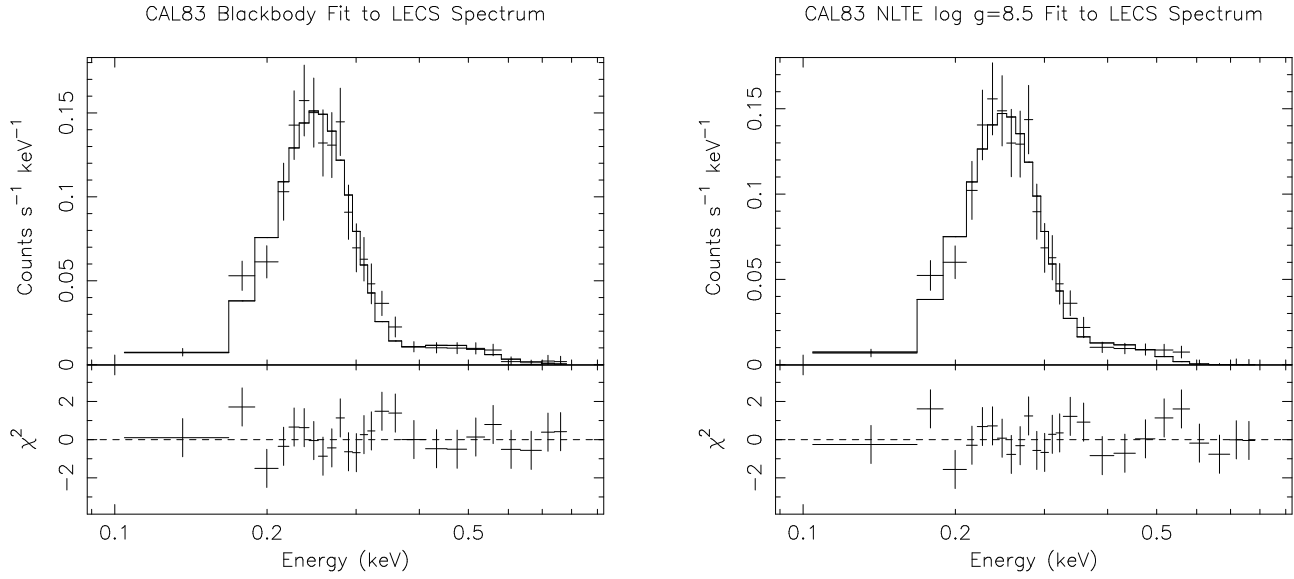 CAL83 Blackbody Fit to LECS Spectrum
Counts s⁻¹ keV⁻¹
0.15
0.1
0.05
0
χ²
2
0
−2
0.1 0.2 0.5
Energy (keV)
CAL83 NLTE log g=8.5 Fit to LECS Spectrum
Counts s⁻¹ keV⁻¹
0.15
0.1
0.05
0
χ²
2
0
−2
0.1 0.2 0.5
Energy (keV)